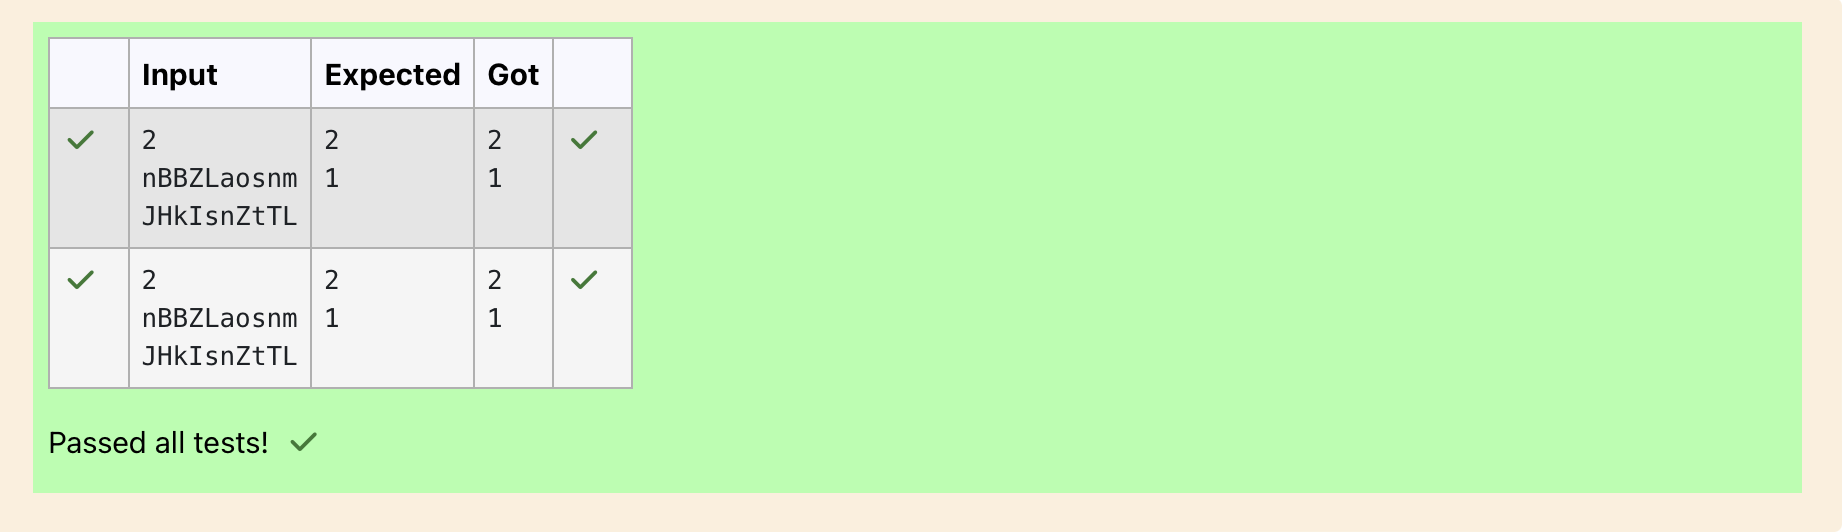 Input Expected Got
2 2 2
nBBZLaosnm 1 1
JHkIsnZtTL
2 2 2
nBBZLaosnm 1 1
JHkIsnZtTL
Passed all tests!